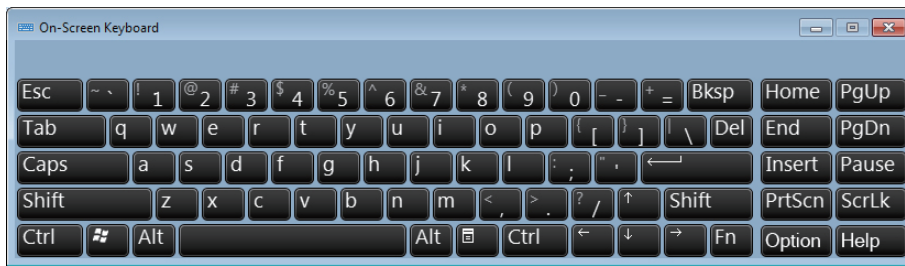 On-Screen Keyboard
Esc ~ ` ! 1 @ 2 # 3 $ 4 % 5 ^ 6 & 7 * 8 ( 9 ) 0 _ - + = Bksp Home PgUp
Tab q w e r t y u i o p { [ } ] | \ Del End PgDn
Caps a s d f g h j k l : ; " ' Insert Pause
Shift z x c v b n m < , > . ? / ↑ Shift PrtScn ScrLk
Ctrl Alt Alt Ctrl ← ↓ → Fn Option Help